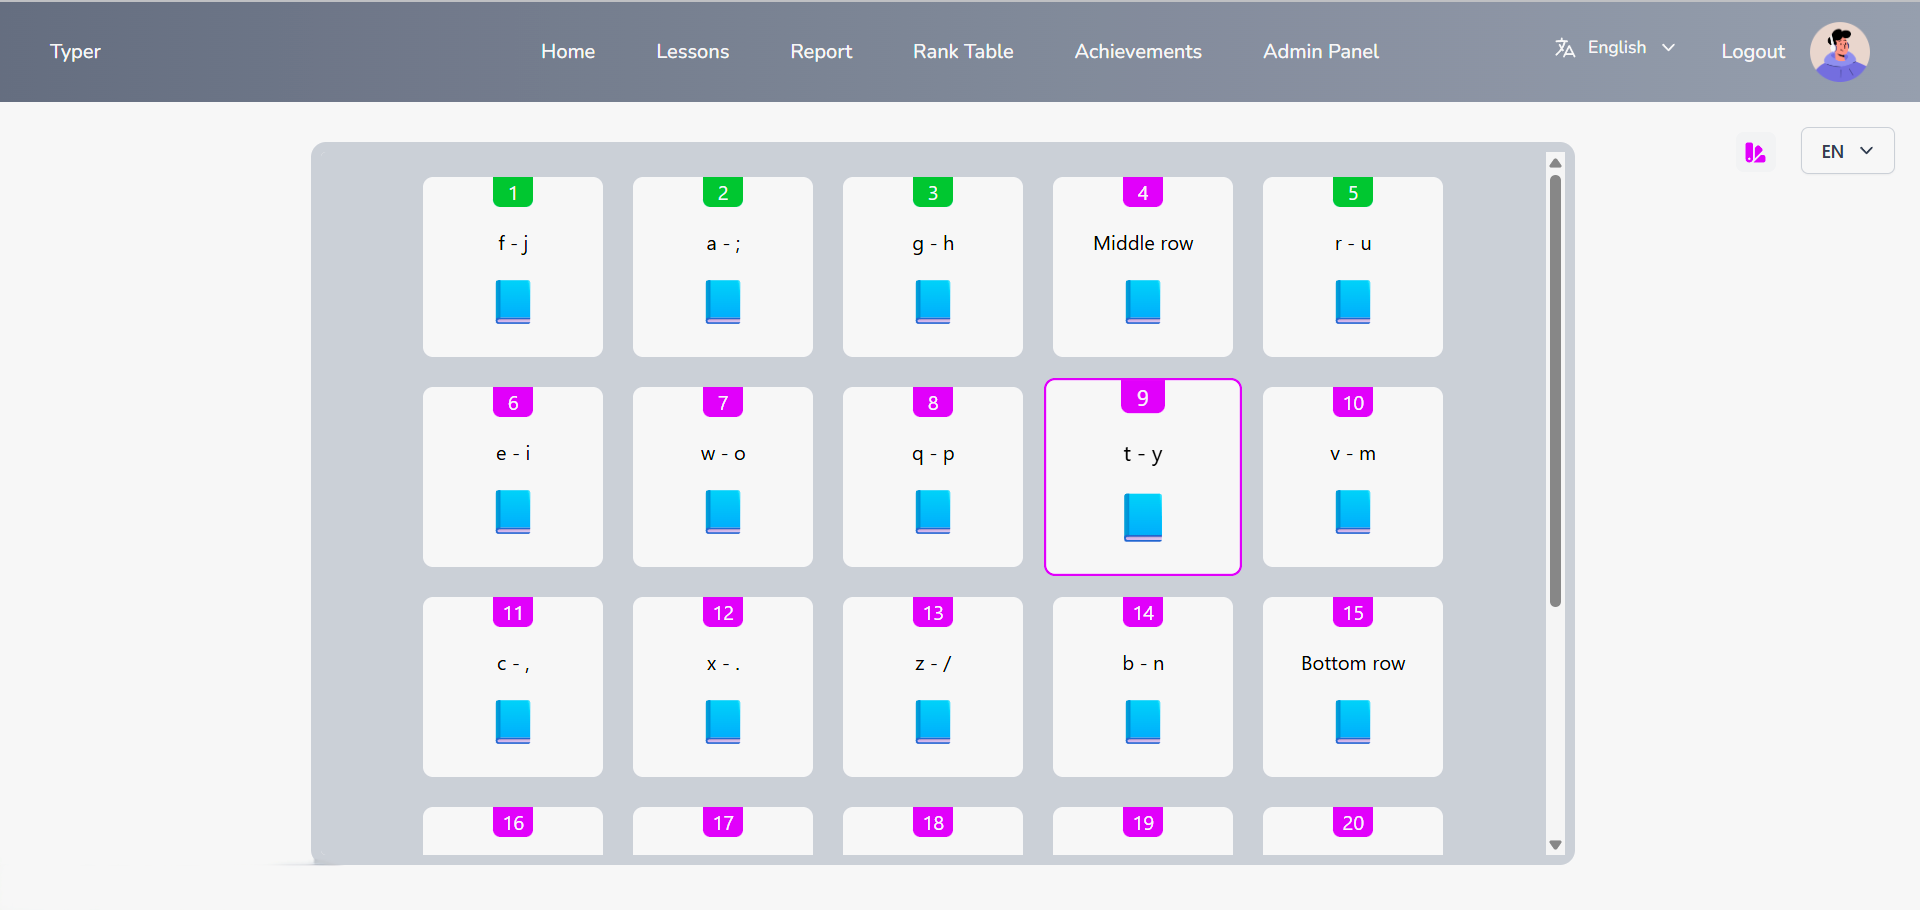 Typer
Home
Lessons
Report
Rank Table
Achievements
Admin Panel
English
Logout
EN
1
f - j
2
a - ;
3
g - h
4
Middle row
5
r - u
6
e - i
7
w - o
8
q - p
9
t - y
10
v - m
11
c - ,
12
x - .
13
z - /
14
b - n
15
Bottom row
16
17
18
19
20